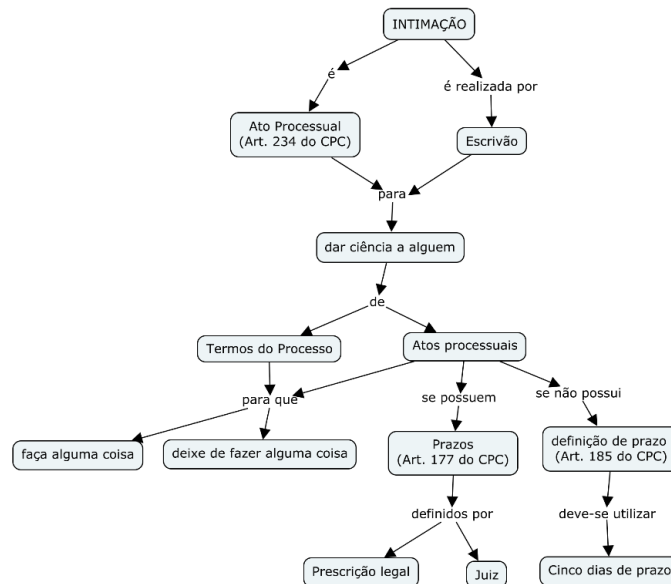 INTIMAÇÃO
é
é realizada por
Ato Processual
(Art. 234 do CPC)
Escrivão
para
dar ciência a alguem
de
Termos do Processo
Atos processuais
para que
se possuem
se não possui
faça alguma coisa
deixe de fazer alguma coisa
Prazos
(Art. 177 do CPC)
definição de prazo
(Art. 185 do CPC)
definidos por
deve-se utilizar
Prescrição legal
Juiz
Cinco dias de prazo